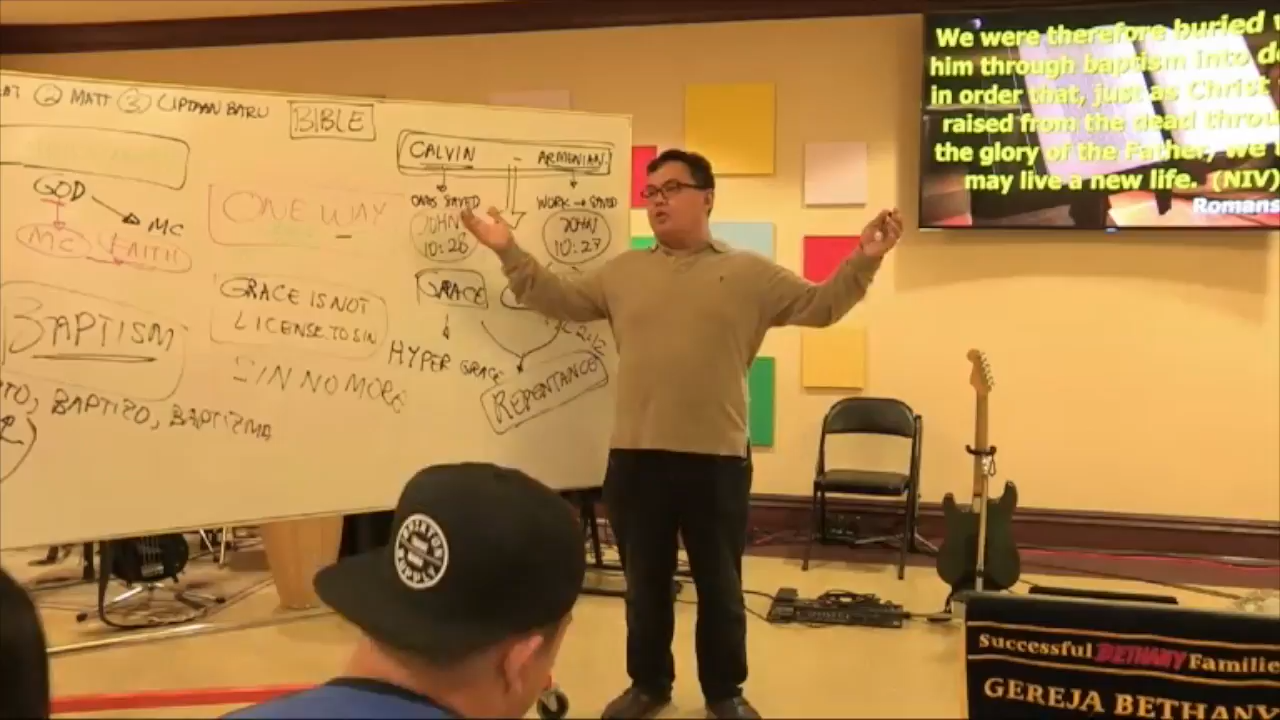 ② MATT ③ CIPTAAN BARU
BIBLE
GOD
MC
MC FAITH
ONE WAY
CALVIN - ARMENIAN
ONES SAVED
JOHN
10:28
WORK → SAVED
JOHN
10:27
GRACE
HYPER GRACE
REPENTANCE
GRACE IS NOT
LICENSE TO SIN
SIN NO MORE
BAPTISM
BAPTIZO, BAPTIZMA
We were therefore buried
him through baptism into
in order that, just as Christ
raised from the dead
the glory of the Father, we
may live a new life. (NIV)
Romans
SUPPLY
Successful BETHANY Familie
GEREJA BETHANY